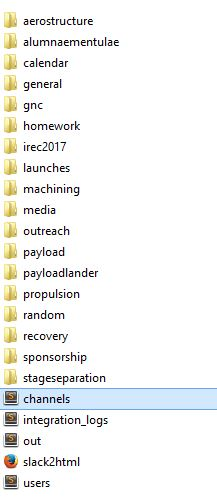 aerostructure
alumnaementulae
calendar
general
gnc
homework
irec2017
launches
machining
media
outreach
payload
payloadlander
propulsion
random
recovery
sponsorship
stageseparation
channels
integration_logs
out
slack2html
users